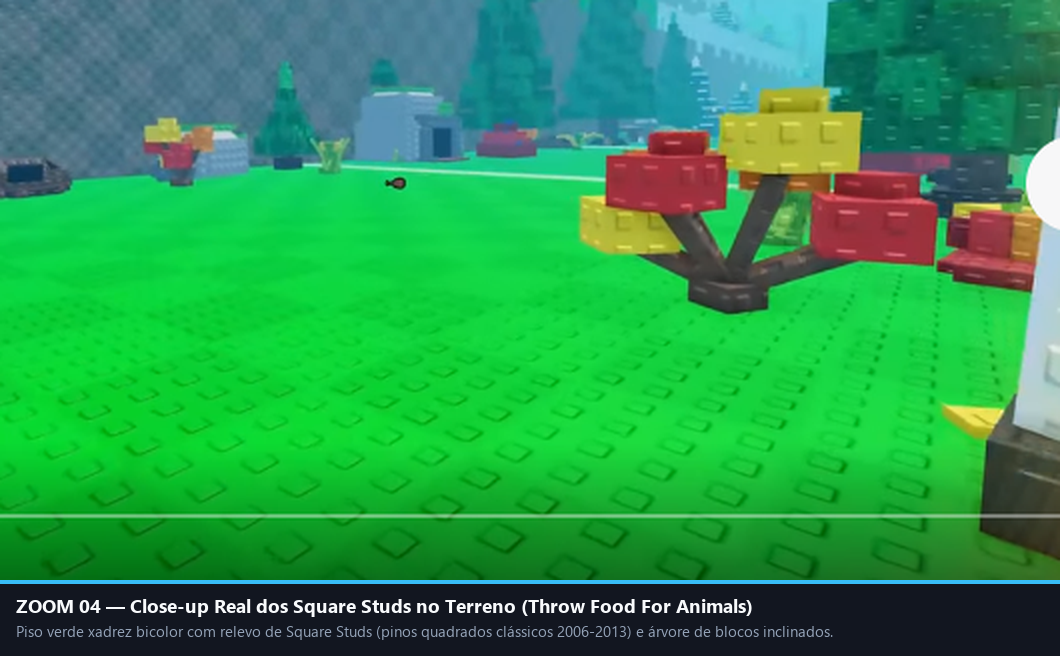 ZOOM 04 — Close-up Real dos Square Studs no Terreno (Throw Food For Animals)
Piso verde xadrez bicolor com relevo de Square Studs (pinos quadrados clássicos 2006-2013) e árvore de blocos inclinados.